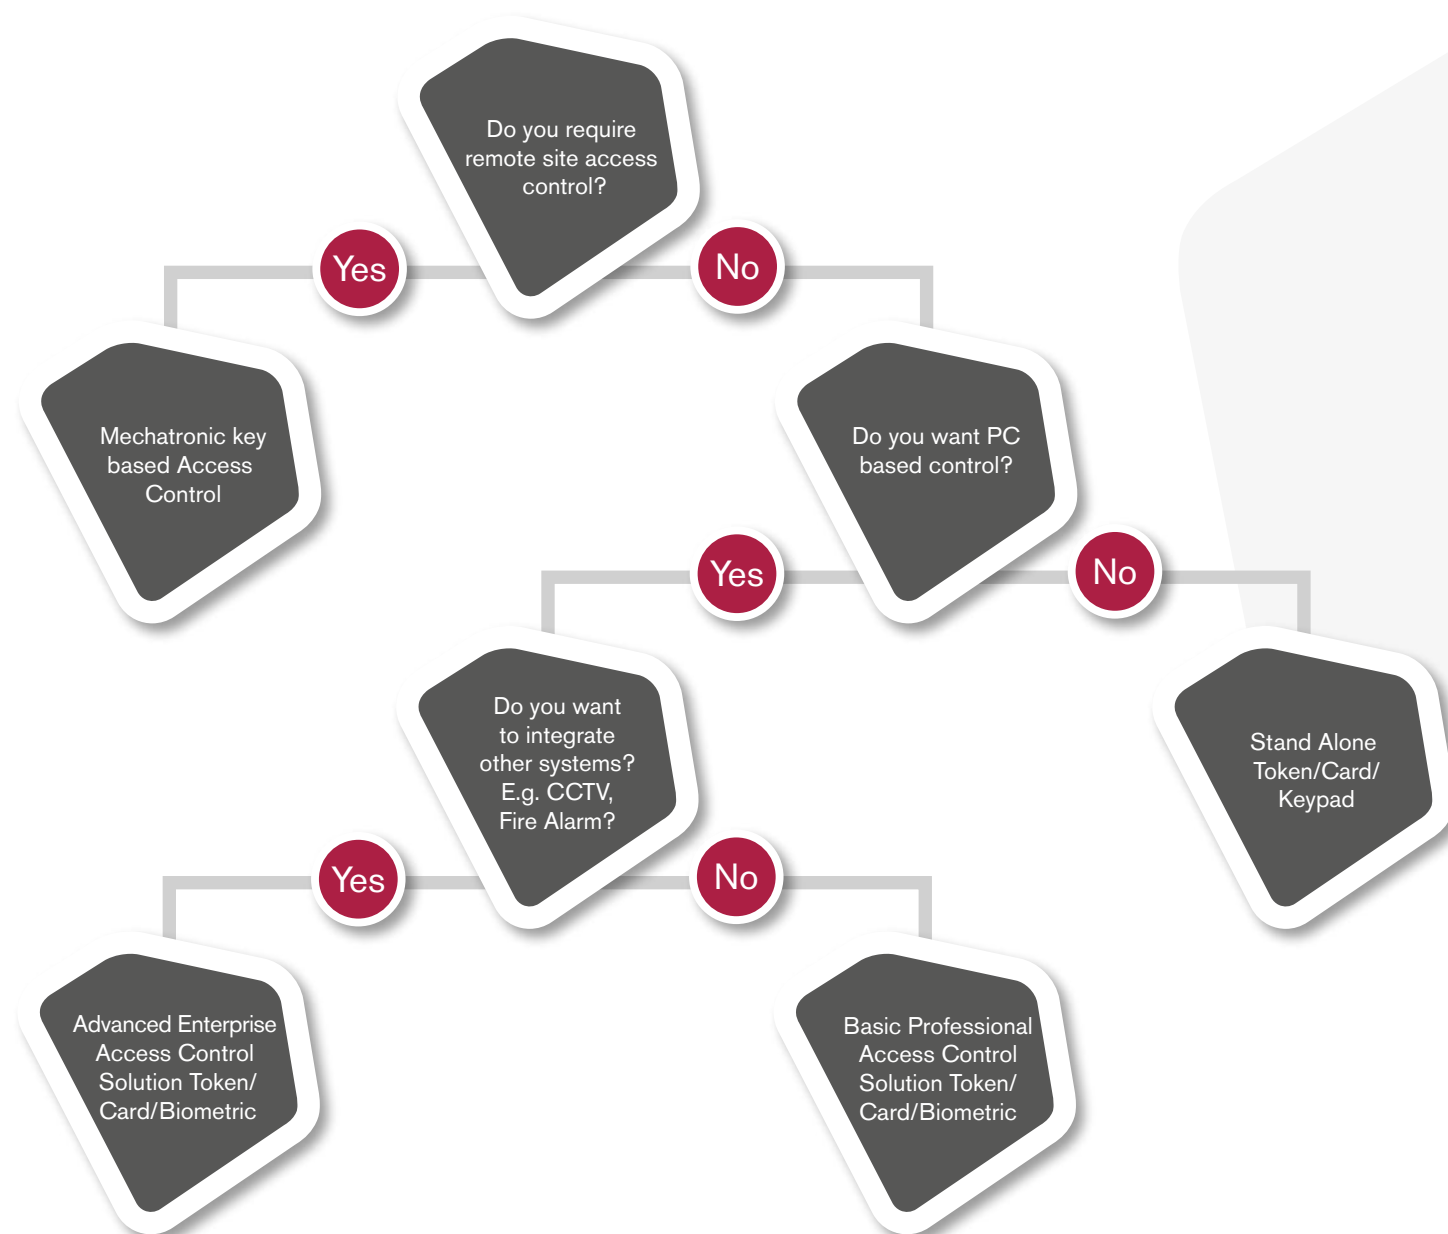 Do you require
remote site access
control?
Yes
No
Mechatronic key
based Access
Control
Do you want PC
based control?
Yes
No
Do you want
to integrate
other systems?
E.g. CCTV,
Fire Alarm?
Stand Alone
Token/Card/
Keypad
Yes
No
Advanced Enterprise
Access Control
Solution Token/
Card/Biometric
Basic Professional
Access Control
Solution Token/
Card/Biometric